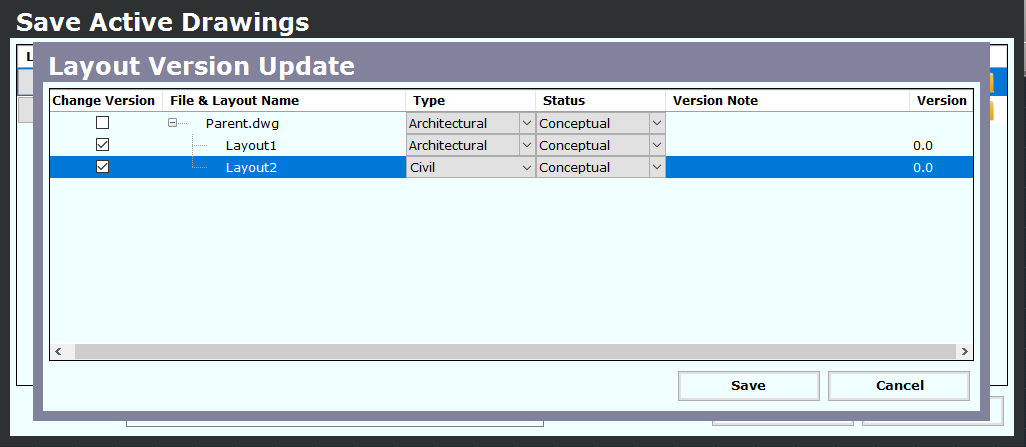 Save Active Drawings
Layout Version Update
Change Version File & Layout Name Type Status Version Note Version
Parent.dwg Architectural Conceptual
Layout1 Architectural Conceptual 0.0
Layout2 Civil Conceptual 0.0
Save Cancel